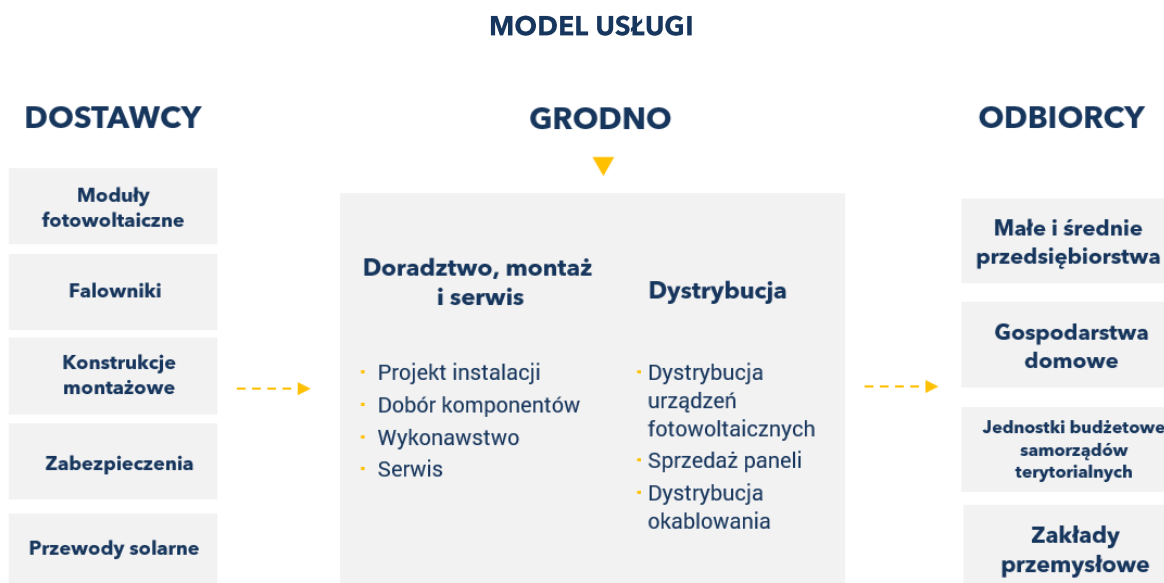 MODEL USŁUGI
DOSTAWCY
Moduły
fotowoltaiczne
Falowniki
Konstrukcje
montażowe
Zabezpieczenia
Przewody solarne
GRODNO
Doradztwo, montaż
i serwis
· Projekt instalacji
· Dobór komponentów
· Wykonawstwo
· Serwis
Dystrybucja
· Dystrybucja
urządzeń
fotowoltaicznych
· Sprzedaż paneli
· Dystrybucja
okablowania
ODBIORCY
Małe i średnie
przedsiębiorstwa
Gospodarstwa
domowe
Jednostki budżetowe
samorządów
terytorialnych
Zakłady
przemysłowe